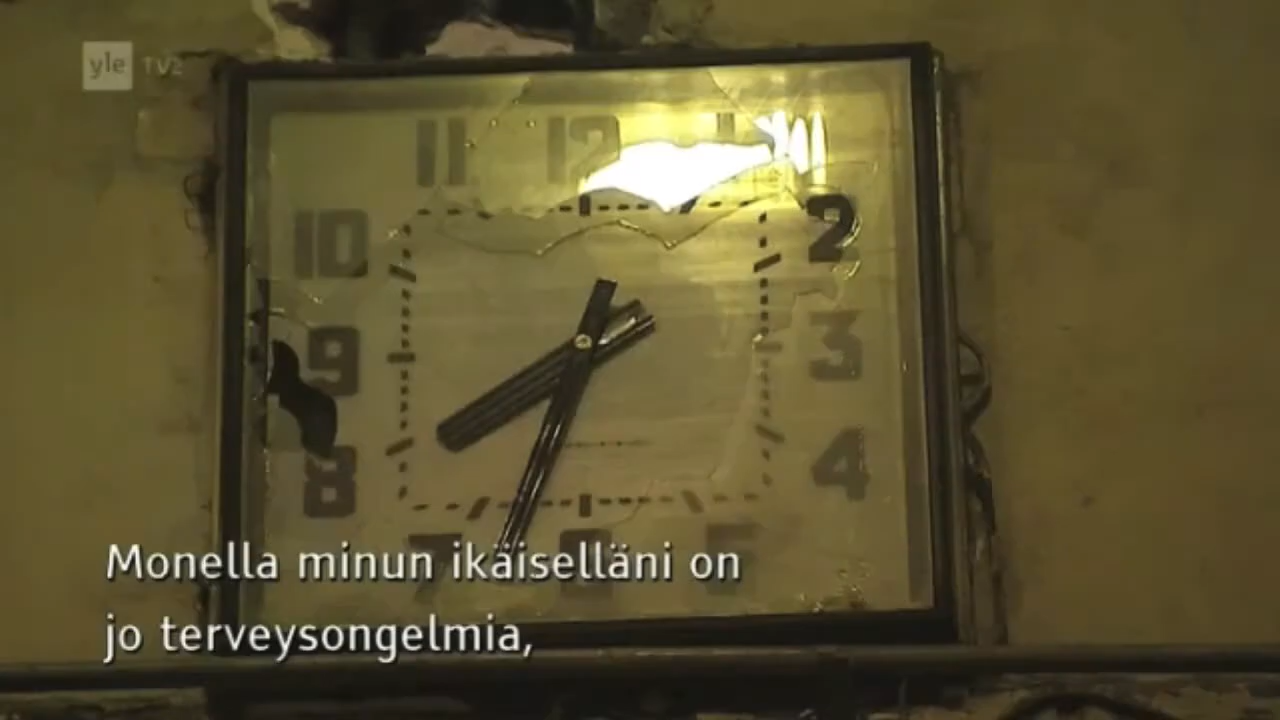 yle TV2
11 12 1
10 2
9 3
8 4
7 6 5
Monella minun ikäiselläni on
jo terveysongelmia,